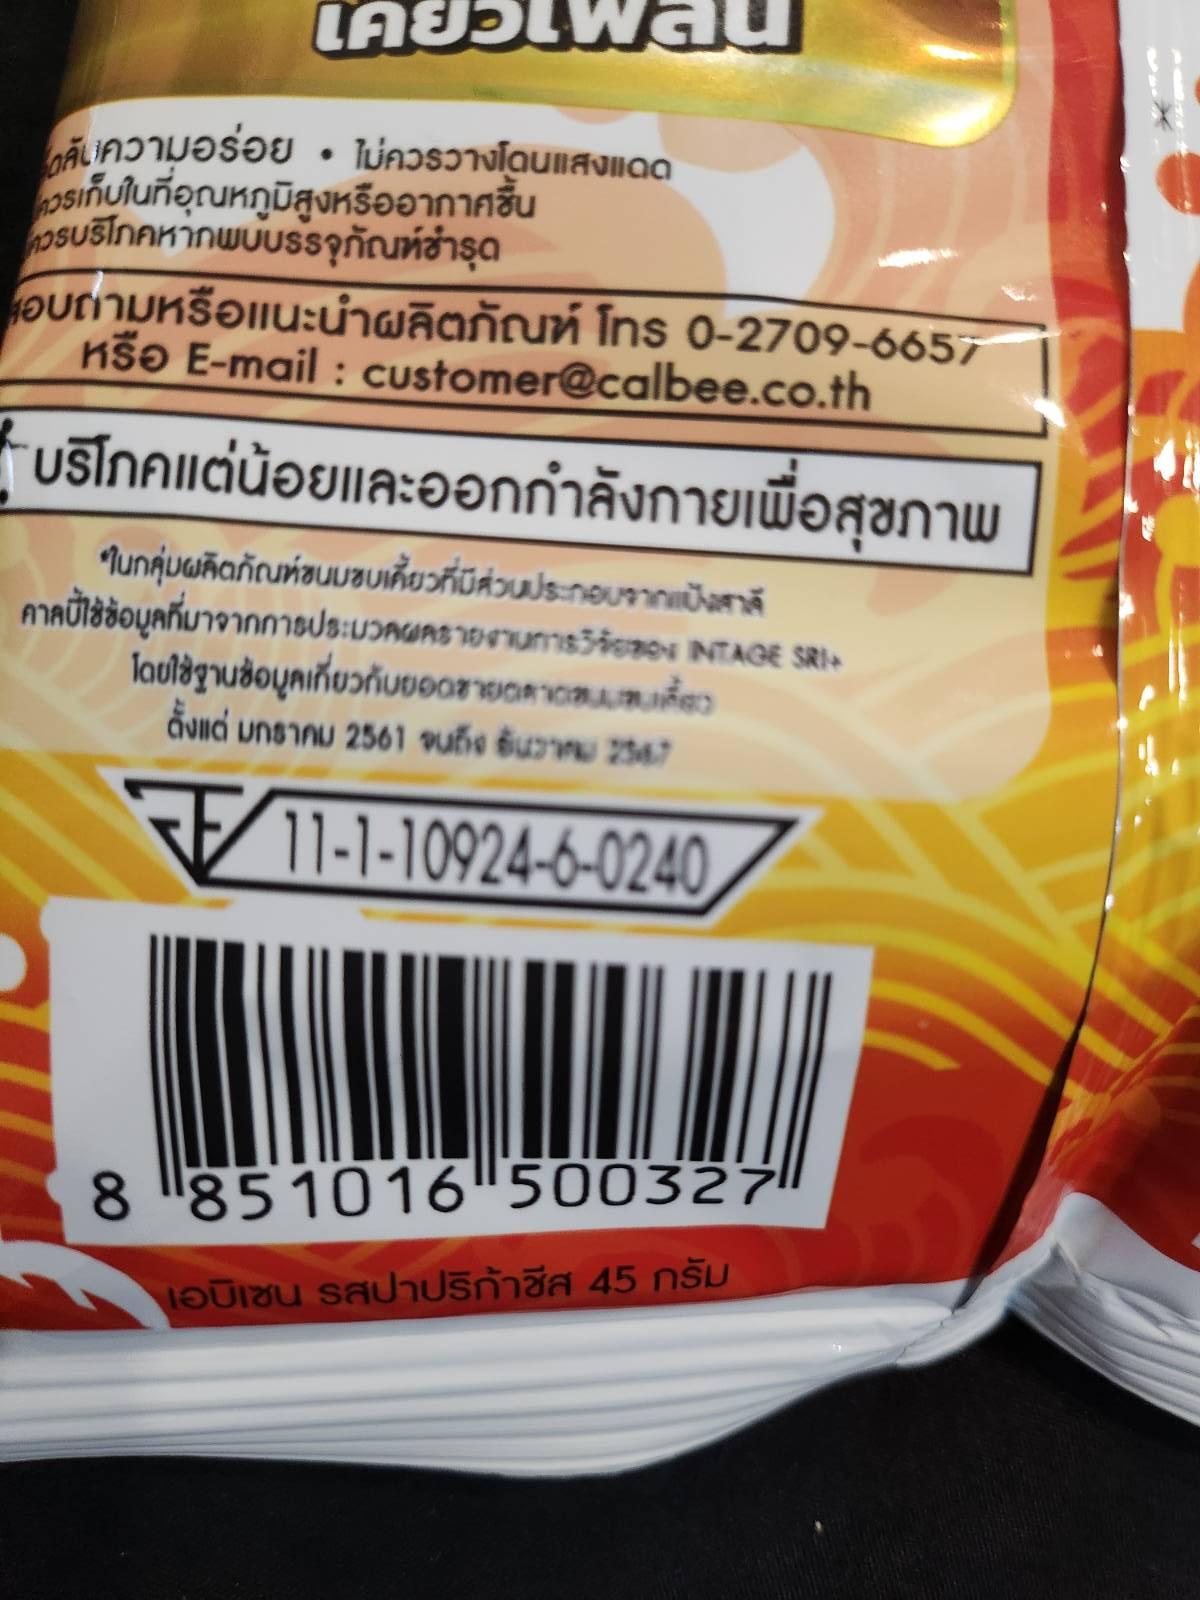 เคี้ยวเพลิน
เคล็ดลับความอร่อย • ไม่ควรวางโดนแสงแดด
ไม่ควรเก็บในที่อุณหภูมิสูงหรืออากาศชื้น
ไม่ควรบริโภคหากพบบรรจุภัณฑ์ชำรุด
สอบถามหรือแนะนำผลิตภัณฑ์ โทร 0-2709-6657
หรือ E-mail : customer@calbee.co.th
บริโภคแต่น้อยและออกกำลังกายเพื่อสุขภาพ
*ในกลุ่มผลิตภัณฑ์ขนมขบเคี้ยวที่มีส่วนประกอบจากแป้งสาลี
คาลบี้ใช้ข้อมูลที่มาจากการประมวลผลรายงานการวิจัยของ INTAGE SRI+
โดยใช้ฐานข้อมูลเกี่ยวกับยอดขายตลาดขนมขบเคี้ยว
ตั้งแต่ มกราคม 2561 จนถึง ธันวาคม 2567
11-1-10924-6-0240
8 851016 500327
เอบิเซน รสปาปริก้าชีส 45 กรัม